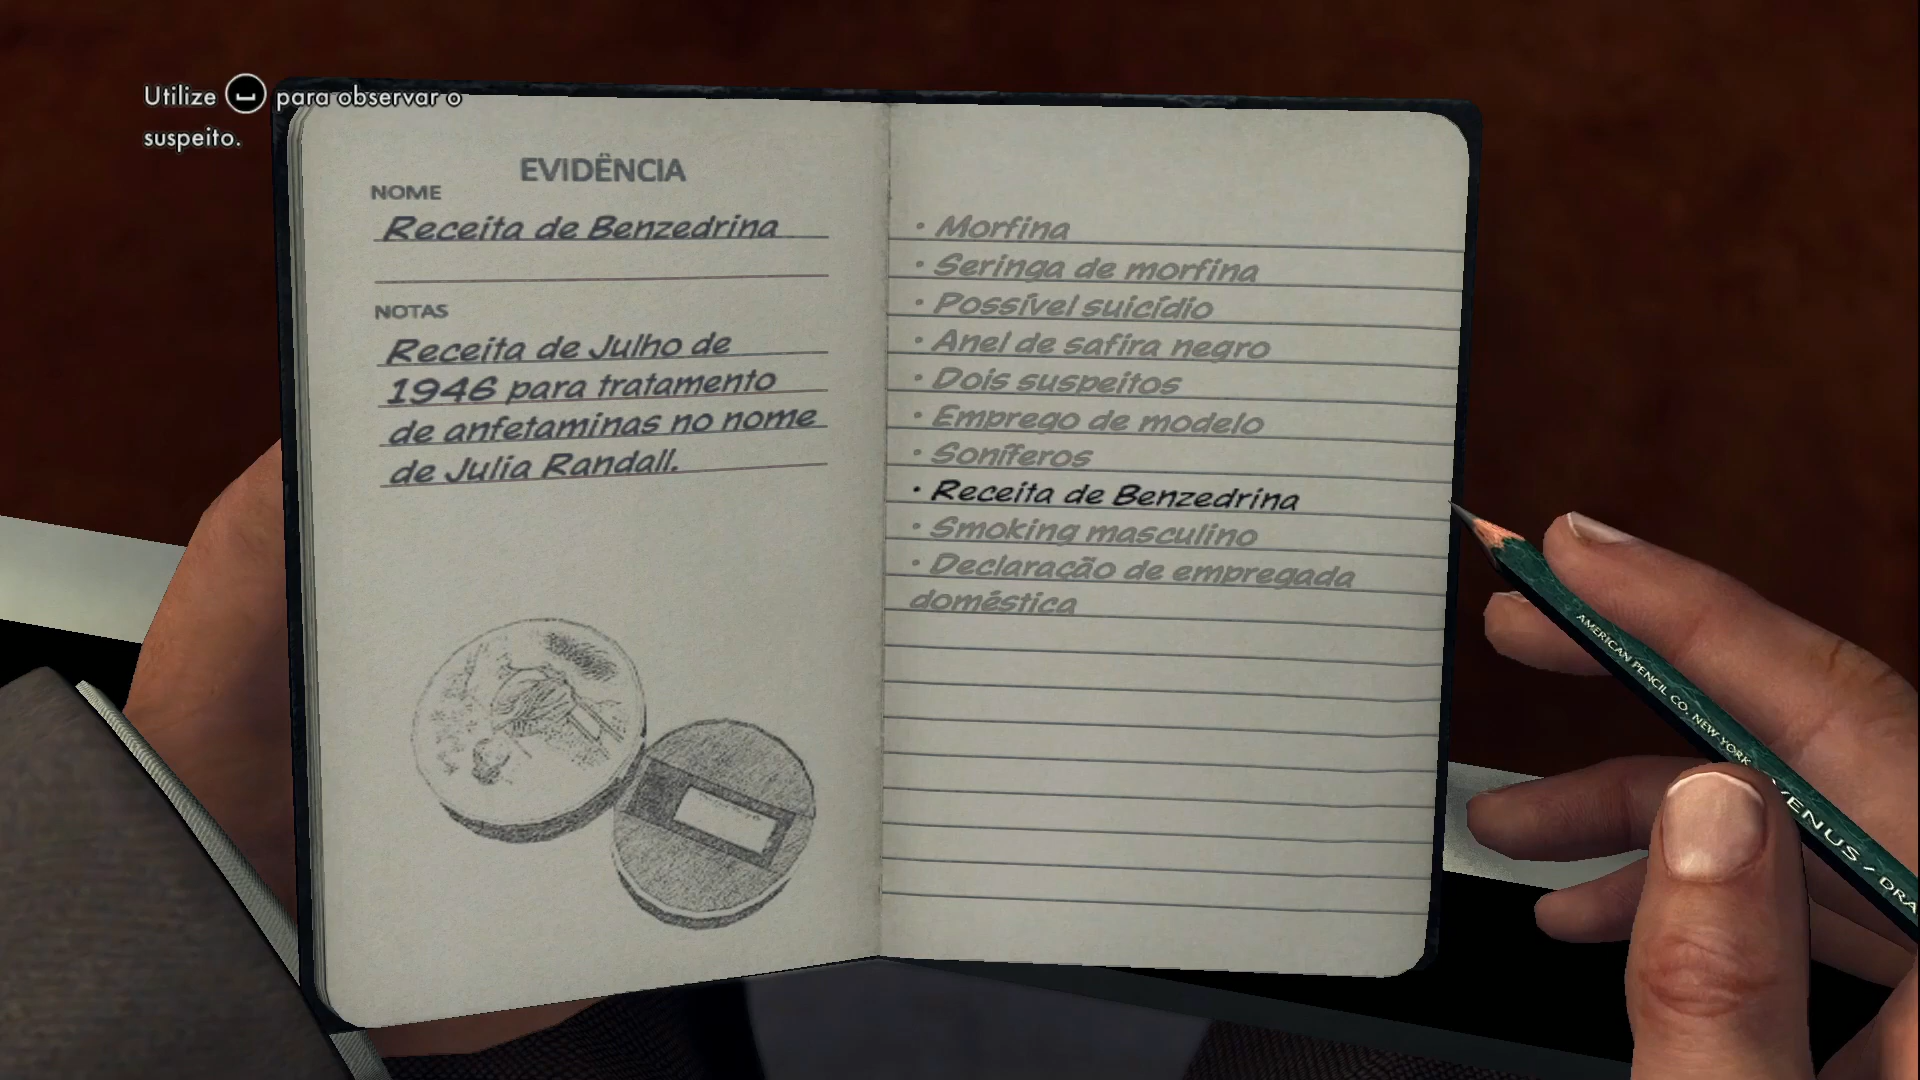 Utilize para observar o
suspeito.
EVIDÊNCIA
NOME
Receita de Benzedrina
NOTAS
Receita de Julho de
1946 para tratamento
de anfetaminas no nome
de Julia Randall.
• Morfina
• Seringa de morfina
• Possível suicídio
• Anel de safira negro
• Dois suspeitos
• Emprego de modelo
• Soníferos
• Receita de Benzedrina
• Smoking masculino
• Declaração de empregada
doméstica
AMERICAN PENCIL CO. NEW-YORK
VENUS / DRA